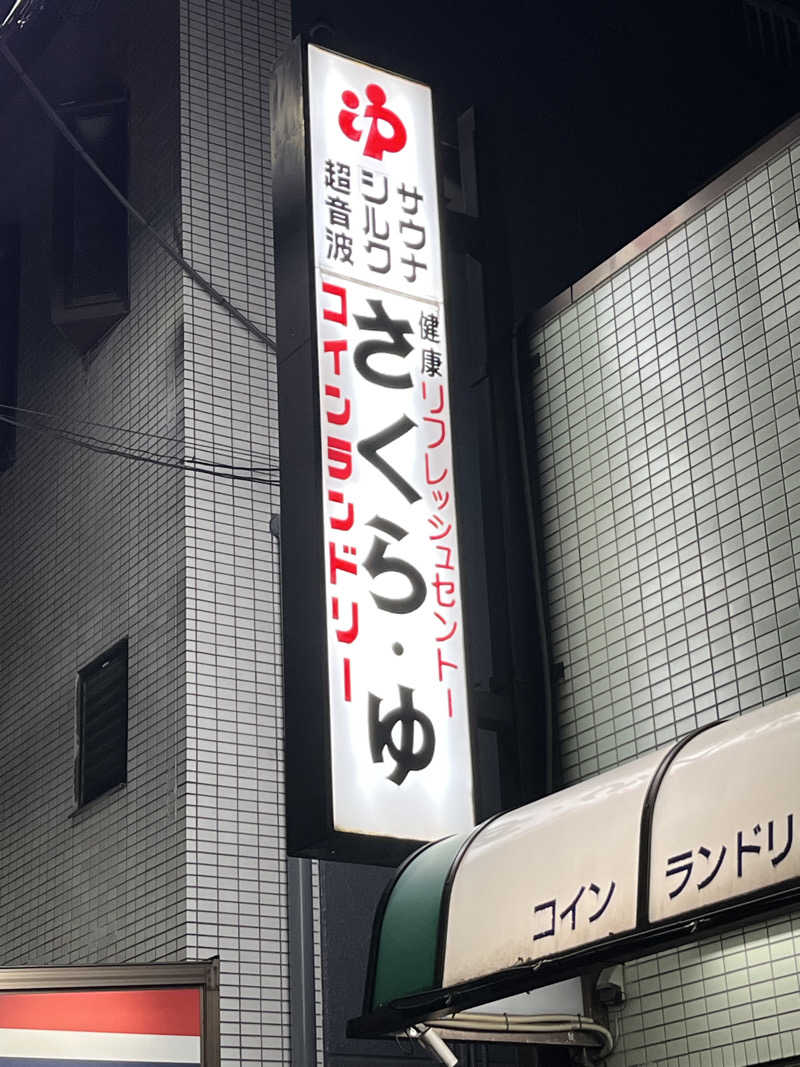 ゆ
サウナ
シルク
超音波
健康リフレッシュセントー
さくら・ゆ
コインランドリー
コインランドリ